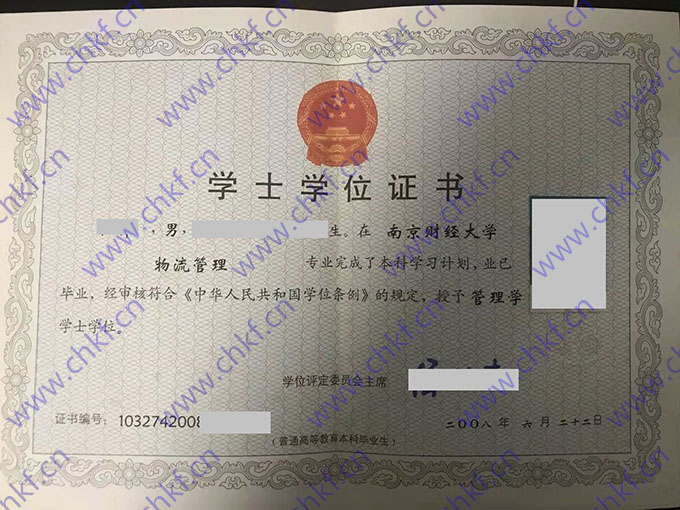 学士学位证书
，男，
生。在 南京财经大学
物流管理 专业完成了本科学习计划，业已
毕业，经审核符合《中华人民共和国学位条例》的规定，授予 管理学
学士学位。
学位评定委员会主席
证书编号：1032742008
二〇〇八年 六月 二十二日
（普通高等教育本科毕业生）
www.chkf.cn